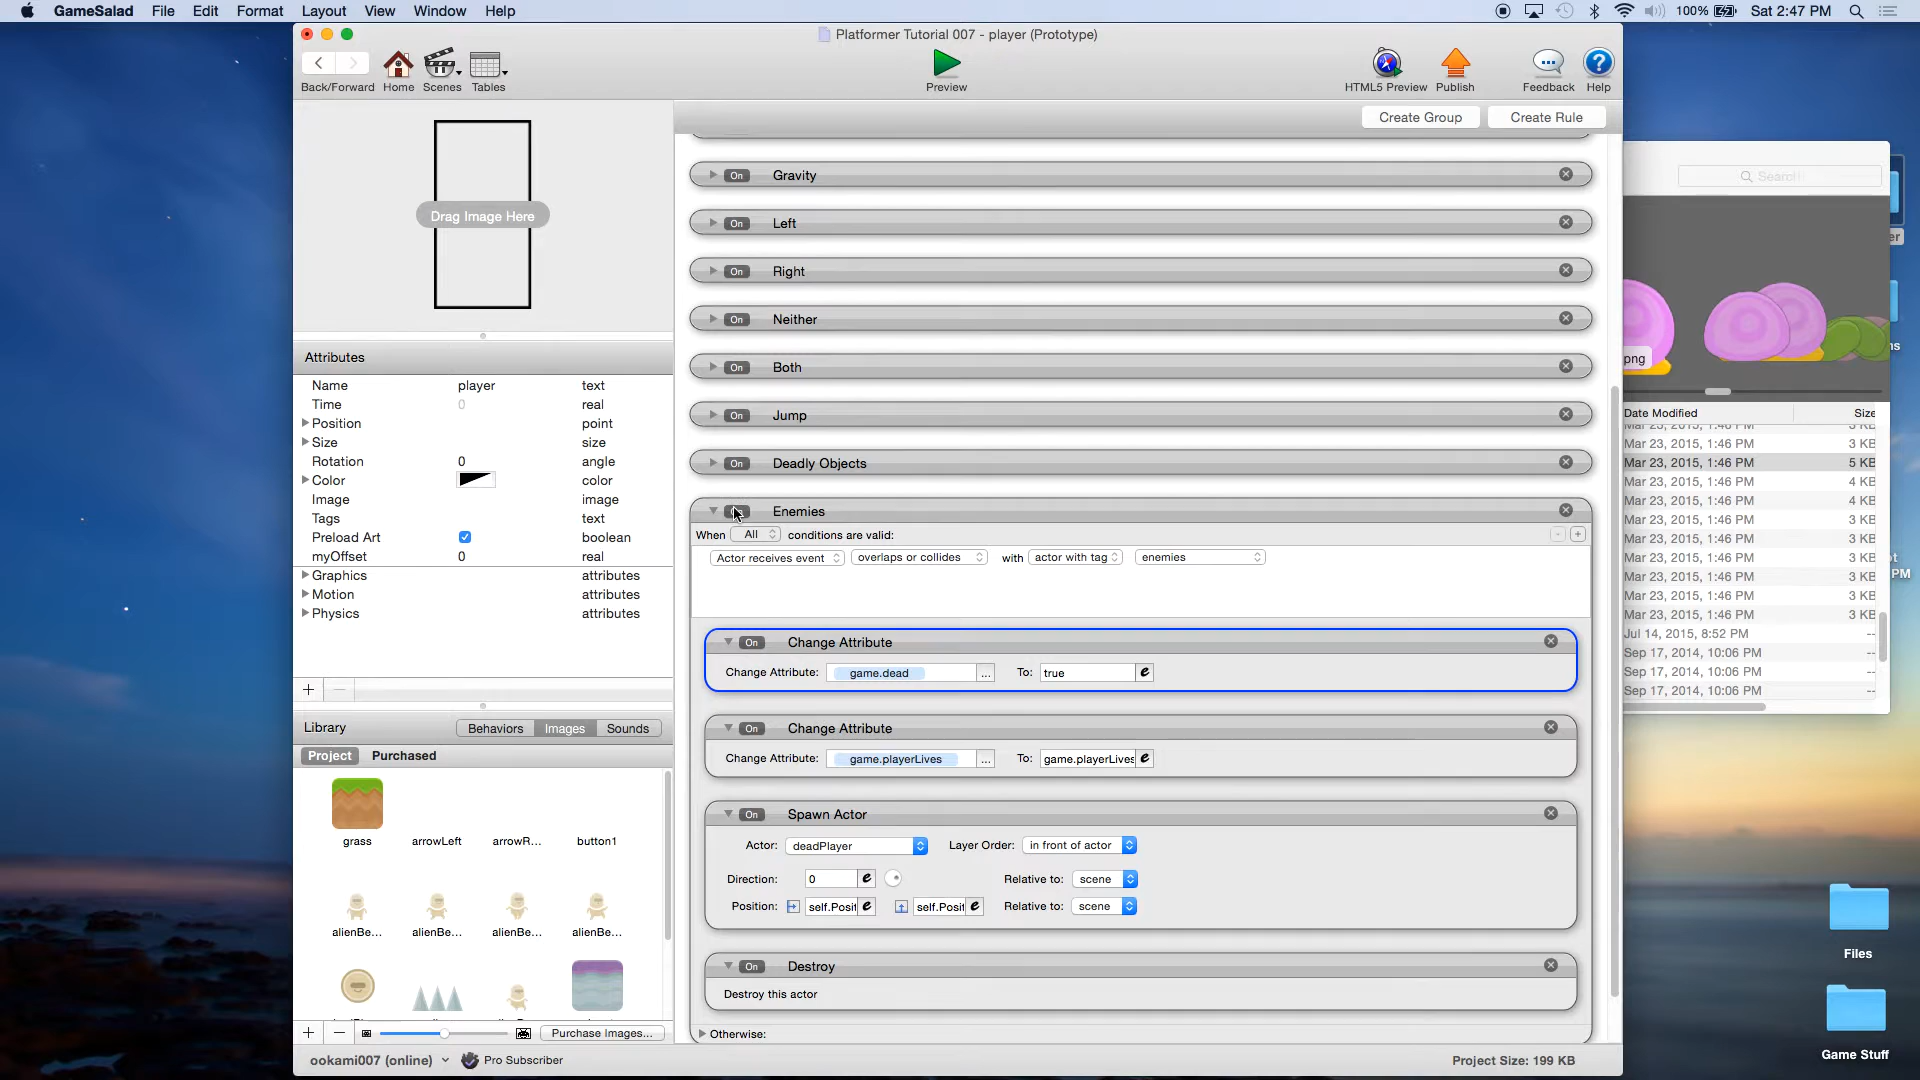 GameSalad File Edit Format Layout View Window Help
100% Sat 2:47 PM
Platformer Tutorial 007 - player (Prototype)
Back/Forward Home Scenes Tables Preview HTML5 Preview Publish Feedback Help
Create Group Create Rule
Drag Image Here
Attributes
Name player text
Time 0 real
Position point
Size size
Rotation 0 angle
Color color
Image image
Tags text
Preload Art boolean
myOffset 0 real
Graphics attributes
Motion attributes
Physics attributes
Library Behaviors Images Sounds
Project Purchased
grass arrowLeft arrowR... button1
alienBe... alienBe... alienBe... alienBe...
Purchase Images...
ookami007 (online) Pro Subscriber
Project Size: 199 KB
On Gravity
On Left
On Right
On Neither
On Both
On Jump
On Deadly Objects
Enemies
When All conditions are valid:
Actor receives event overlaps or collides with actor with tag enemies
On Change Attribute
Change Attribute: game.dead ... To: true e
On Change Attribute
Change Attribute: game.playerLives ... To: game.playerLives e
On Spawn Actor
Actor: deadPlayer Layer Order: in front of actor
Direction: 0 e Relative to: scene
Position: self.Posit e self.Posit e Relative to: scene
On Destroy
Destroy this actor
Otherwise:
Search
png
Date Modified Size
Mar 23, 2015, 1:46 PM 3 KB
Mar 23, 2015, 1:46 PM 3 KB
Mar 23, 2015, 1:46 PM 5 KB
Mar 23, 2015, 1:46 PM 4 KB
Mar 23, 2015, 1:46 PM 4 KB
Mar 23, 2015, 1:46 PM 3 KB
Mar 23, 2015, 1:46 PM 3 KB
Mar 23, 2015, 1:46 PM 3 KB
Mar 23, 2015, 1:46 PM 3 KB
Mar 23, 2015, 1:46 PM 3 KB
Mar 23, 2015, 1:46 PM 3 KB
Jul 14, 2015, 8:52 PM --
Sep 17, 2014, 10:06 PM --
Sep 17, 2014, 10:06 PM --
Sep 17, 2014, 10:06 PM --
er
ns
ot
PM
Files
Game Stuff